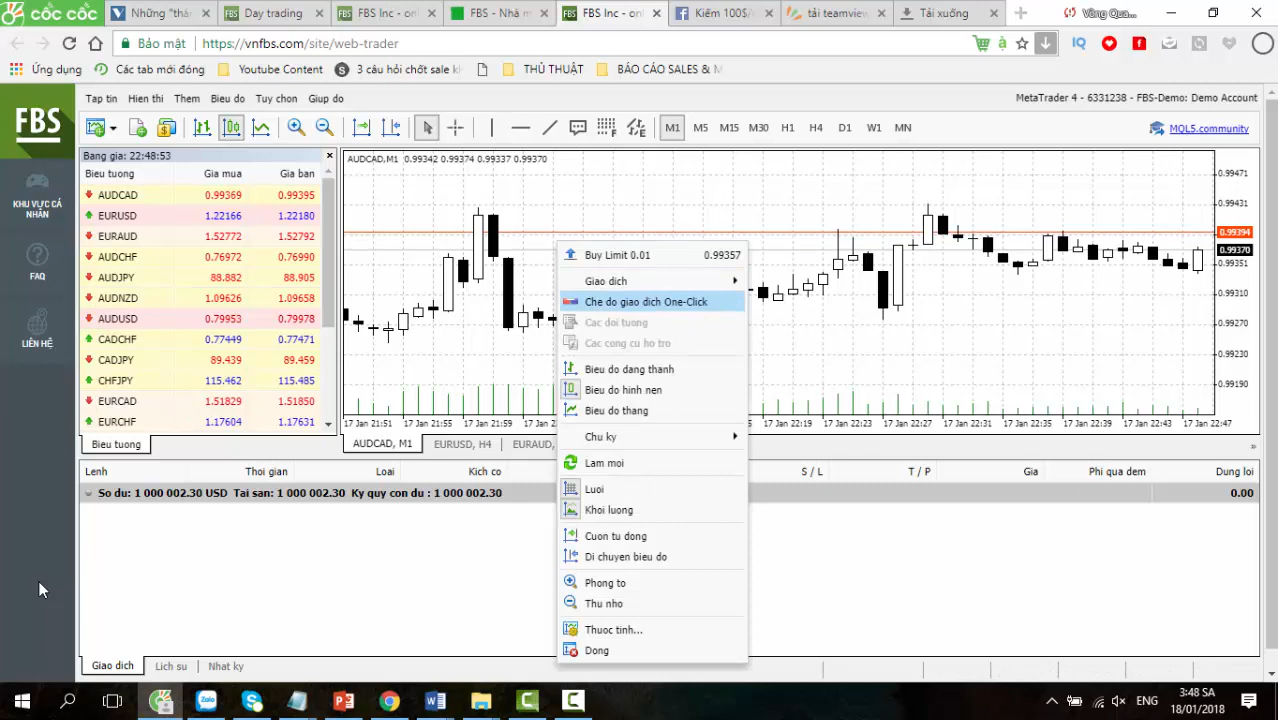 cốc cốc
Những "thá
Day trading
FBS Inc - onl
FBS - Nhà m
FBS Inc - onl
Kiếm 100$/
tải teamview
Tải xuống
Bảo mật
https://vnfbs.com/site/web-trader
Ứng dụng
Các tab mới đóng
Youtube Content
3 câu hỏi chốt sale k
THỦ THUẬT
BÁO CÁO SALES & M
FBS
KHU VỰC CÁ
NHÂN
FAQ
LIÊN HỆ
Tap tin Hien thi Them Bieu do Tuy chon Giup do
MetaTrader 4 - 6331238 - FBS-Demo: Demo Account
M1 M5 M15 M30 H1 H4 D1 W1 MN
MQL5.community
Bang gia: 22:48:53
Bieu tuong Gia mua Gia ban
AUDCAD 0.99369 0.99395
EURUSD 1.22166 1.22180
EURAUD 1.52772 1.52792
AUDCHF 0.76972 0.76990
AUDJPY 88.882 88.905
AUDNZD 1.09626 1.09658
AUDUSD 0.79953 0.79978
CADCHF 0.77449 0.77471
CADJPY 89.439 89.459
CHFJPY 115.462 115.485
EURCAD 1.51829 1.51850
EURCHF 1.17604 1.17631
Bieu tuong
AUDCAD,M1 0.99342 0.99374 0.99337 0.99370
0.99471
0.99431
0.99394
0.99370
0.99351
0.99310
0.99270
0.99230
0.99190
17 Jan 21:51 17 Jan 21:55 17 Jan 21:59 17 Jan 22:19 17 Jan 22:23 17 Jan 22:27 17 Jan 22:31 17 Jan 22:35 17 Jan 22:39 17 Jan 22:43 17 Jan 22:47
AUDCAD, M1 EURUSD, H4 EURAUD,
Buy Limit 0.01 0.99357
Giao dich
Che do giao dich One-Click
Cac doi tuong
Cac cong cu ho tro
Bieu do dang thanh
Bieu do hinh nen
Bieu do thang
Chu ky
Lam moi
Luoi
Khoi luong
Cuon tu dong
Di chuyen bieu do
Phong to
Thu nho
Thuoc tinh...
Dong
Lenh Thoi gian Loai Kich co S / L T / P Gia Phi qua dem Dung loi
So du: 1 000 002.30 USD Tai san: 1 000 002.30 Ky quy con du : 1 000 002.30 0.00
Giao dich Lich su Nhat ky
Zalo
ENG
3:48 SA
18/01/2018